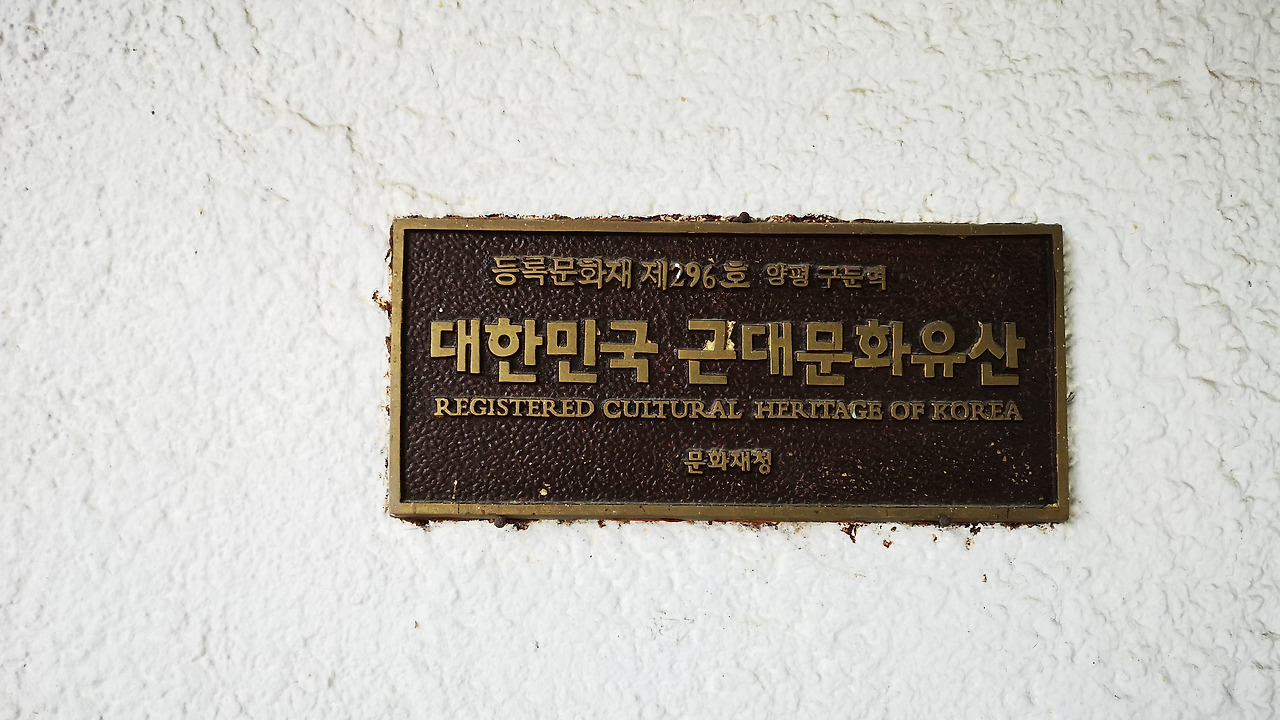 등록문화재 제296호 양평 구둔역
대한민국 근대문화유산
REGISTERED CULTURAL HERITAGE OF KOREA
문화재청